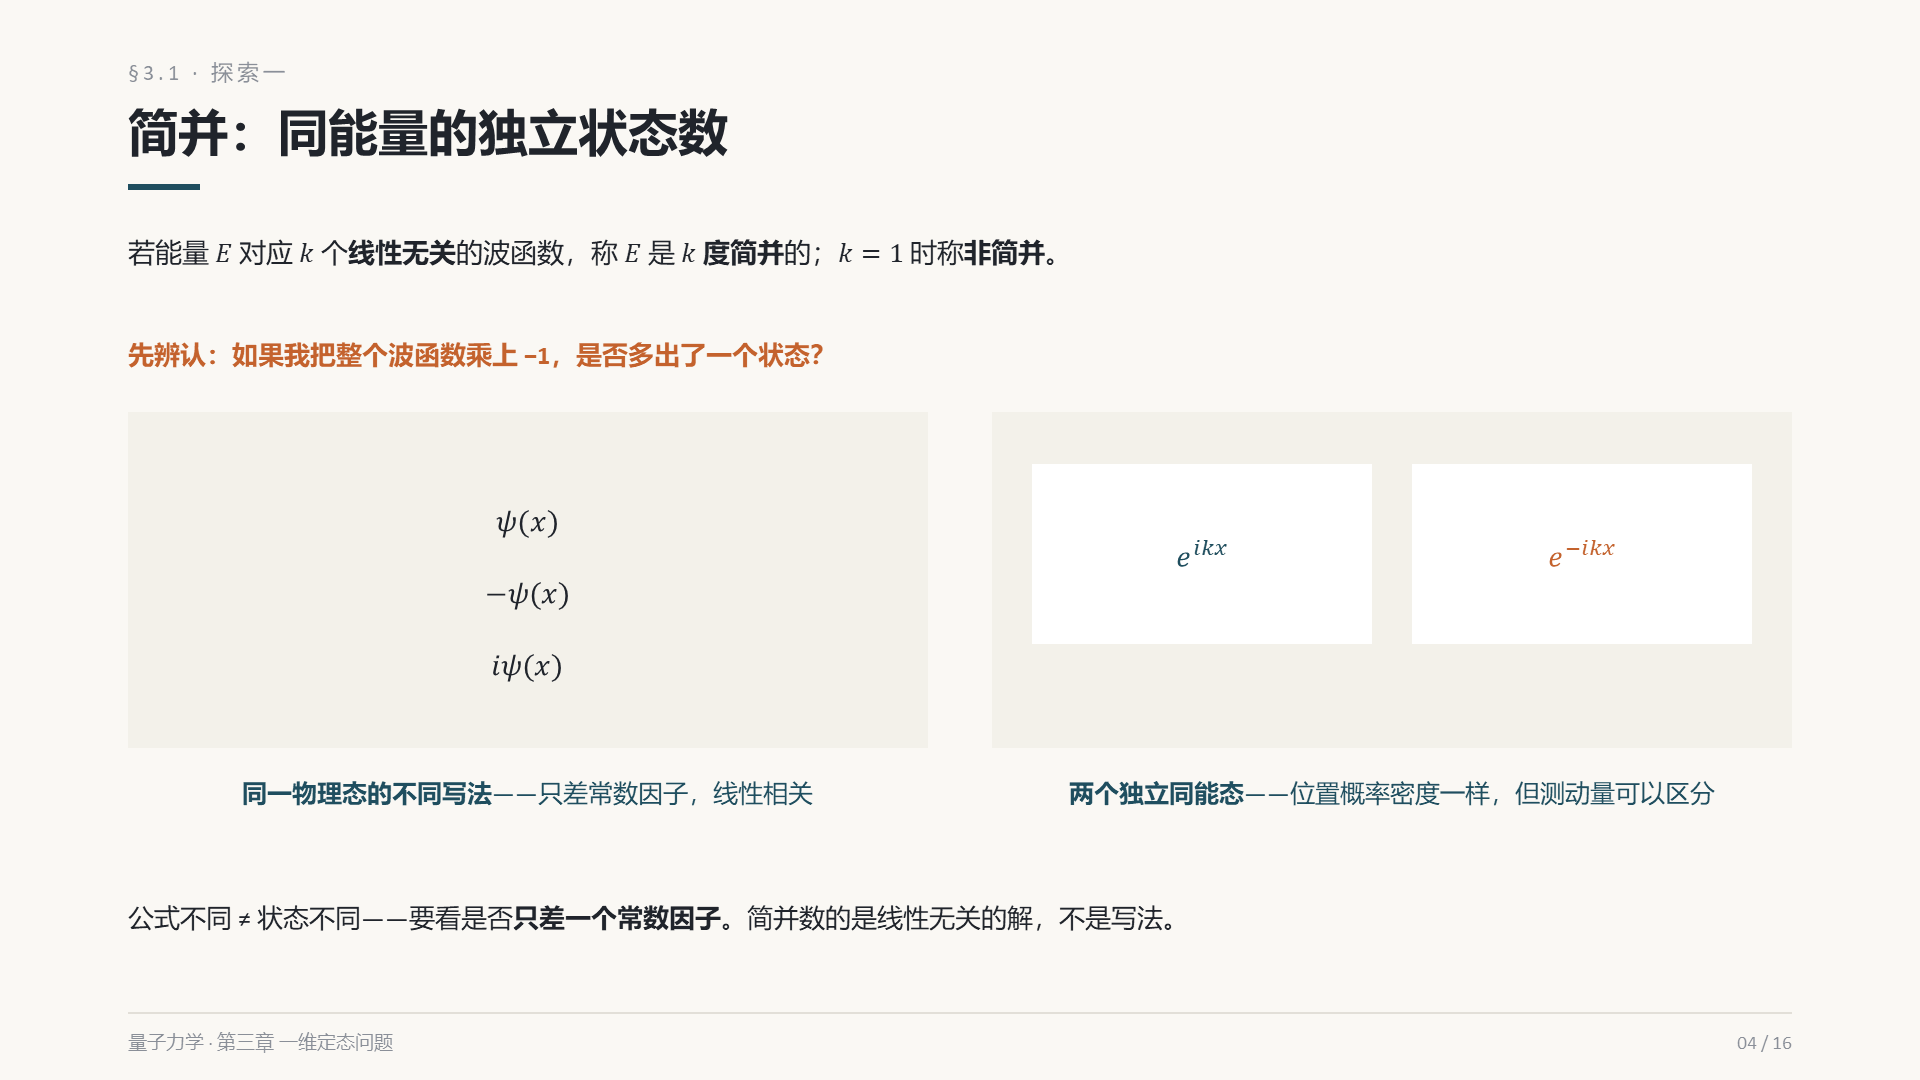 §3.1 · 探索一
简并：同能量的独立状态数
若能量 E 对应 k 个线性无关的波函数，称 E 是 k 度简并的；k = 1 时称非简并。
先辨认：如果我把整个波函数乘上 −1，是否多出了一个状态？
ψ(x)
−ψ(x)
iψ(x)
e^{ikx}
e^{−ikx}
同一物理态的不同写法——只差常数因子，线性相关
两个独立同能态——位置概率密度一样，但测动量可以区分
公式不同 ≠ 状态不同——要看是否只差一个常数因子。简并数的是线性无关的解，不是写法。
量子力学 · 第三章 一维定态问题
04 / 16